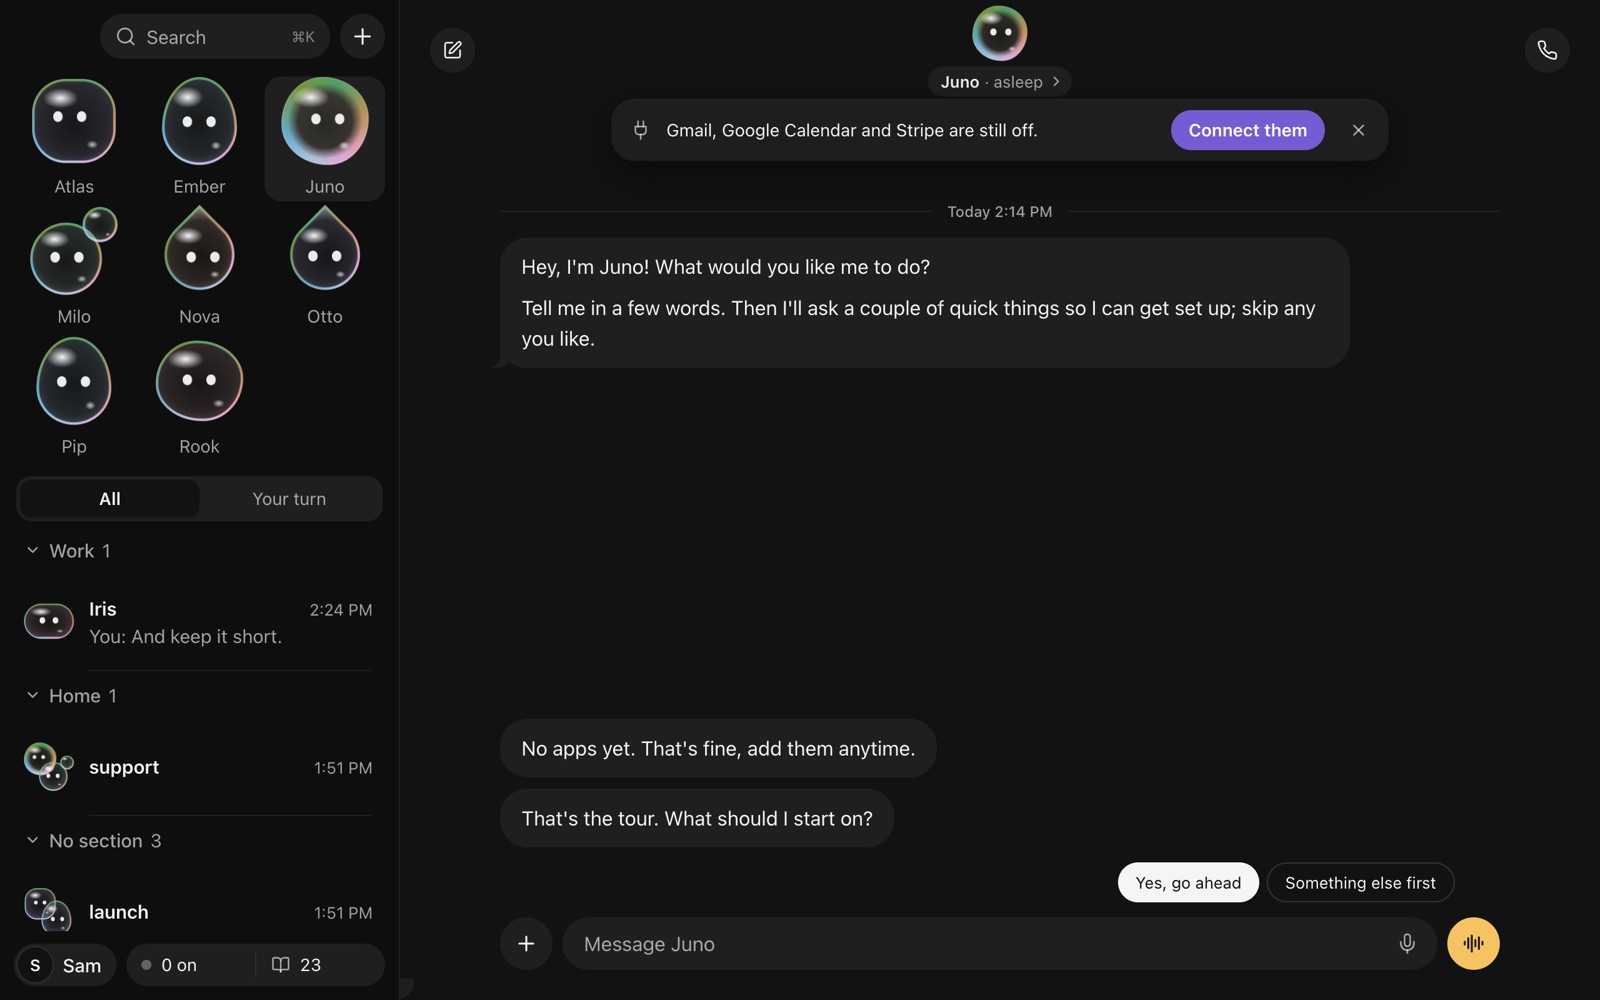 Search ⌘K
Atlas
Ember
Juno
Milo
Nova
Otto
Pip
Rook
All
Your turn
Work 1
Iris 2:24 PM
You: And keep it short.
Home 1
support 1:51 PM
No section 3
launch 1:51 PM
S Sam
0 on
23
Juno · asleep
Gmail, Google Calendar and Stripe are still off.
Connect them
Today 2:14 PM
Hey, I'm Juno! What would you like me to do?
Tell me in a few words. Then I'll ask a couple of quick things so I can get set up; skip any
you like.
No apps yet. That's fine, add them anytime.
That's the tour. What should I start on?
Yes, go ahead
Something else first
Message Juno